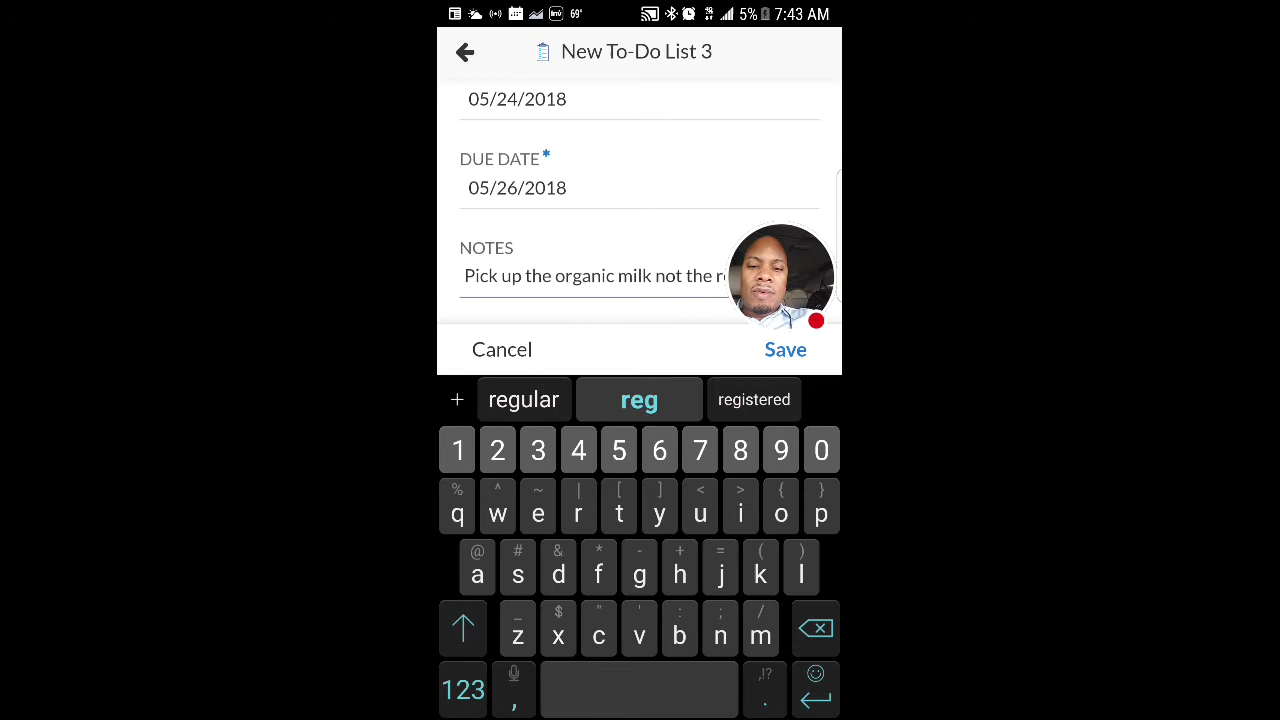 69° 5% 7:43 AM
New To-Do List 3
05/24/2018
DUE DATE*
05/26/2018
NOTES
Pick up the organic milk not the
Cancel Save
+ regular reg registered
1 2 3 4 5 6 7 8 9 0
% ^ ~ | [ ] < > { }
q w e r t y u i o p
@ # & * - + = ( )
a s d f g h j k l
_ $ " ' : ; /
z x c v b n m
,!?
123 , .